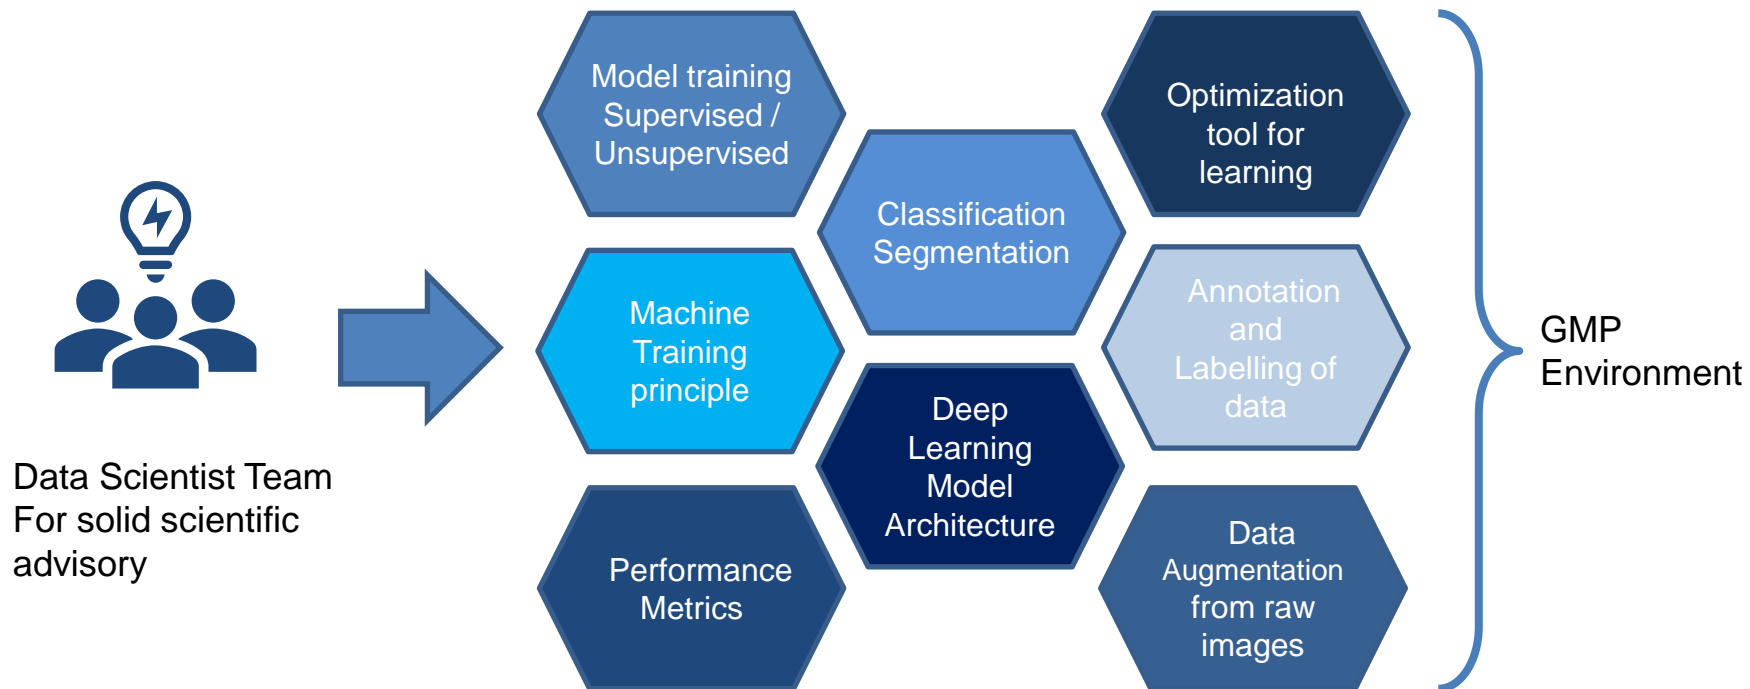 Data Scientist Team
For solid scientific
advisory
Model training
Supervised /
Unsupervised
Machine
Training
principle
Performance
Metrics
Classification
Segmentation
Deep
Learning
Model
Architecture
Optimization
tool for
learning
Annotation
and
Labelling of
data
Data
Augmentation
from raw
images
GMP
Environment